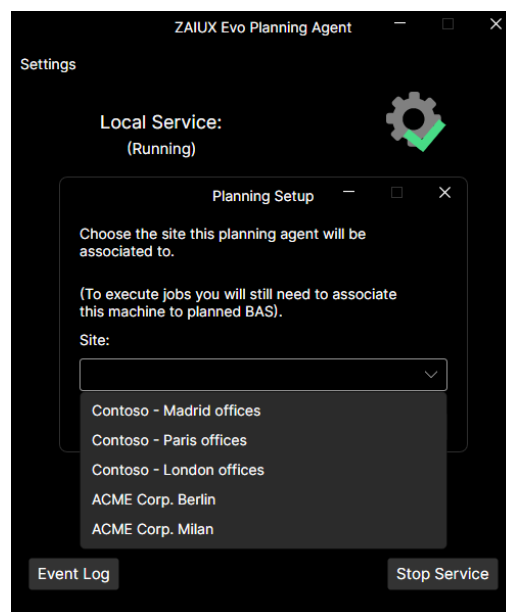 ZAIUX Evo Planning Agent
Settings
Local Service:
(Running)
Planning Setup
Choose the site this planning agent will be
associated to.
(To execute jobs you will still need to associate
this machine to planned BAS).
Site:
Contoso - Madrid offices
Contoso - Paris offices
Contoso - London offices
ACME Corp. Berlin
ACME Corp. Milan
Event Log
Stop Service